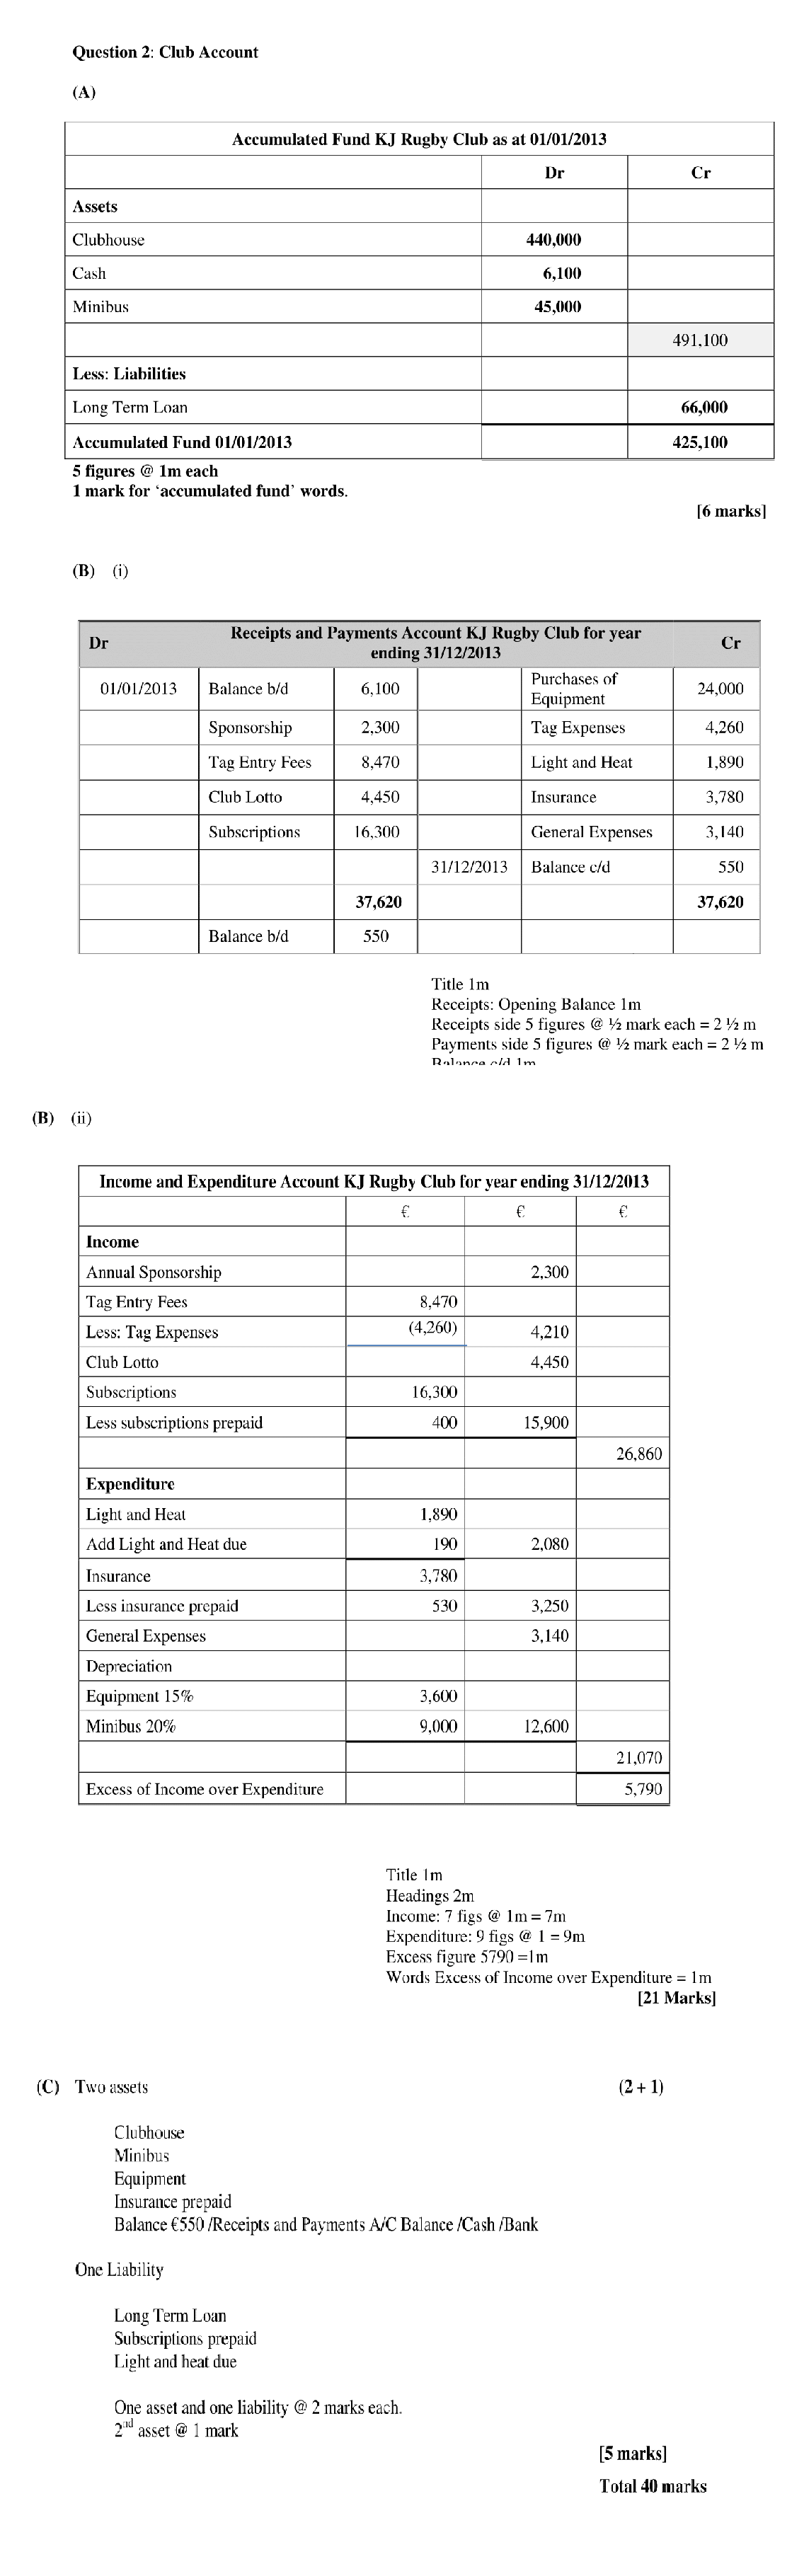 Question 2: Club Account
(A)
Accumulated Fund KJ Rugby Club as at 01/01/2013
Dr Cr
Assets
Clubhouse 440,000
Cash 6,100
Minibus 45,000
491,100
Less: Liabilities
Long Term Loan 66,000
Accumulated Fund 01/01/2013 425,100
5 figures @ 1m each
1 mark for ‘accumulated fund’ words.
[6 marks]
(B) (i)
Dr Receipts and Payments Account KJ Rugby Club for year Cr
ending 31/12/2013
01/01/2013 Balance b/d 6,100 Purchases of Equipment 24,000
Sponsorship 2,300 Tag Expenses 4,260
Tag Entry Fees 8,470 Light and Heat 1,890
Club Lotto 4,450 Insurance 3,780
Subscriptions 16,300 General Expenses 3,140
31/12/2013 Balance c/d 550
37,620 37,620
Balance b/d 550
Title 1m
Receipts: Opening Balance 1m
Receipts side 5 figures @ ½ mark each = 2 ½ m
Payments side 5 figures @ ½ mark each = 2 ½ m
Balance c/d 1m
(B) (ii)
Income and Expenditure Account KJ Rugby Club for year ending 31/12/2013
€ € €
Income
Annual Sponsorship 2,300
Tag Entry Fees 8,470
Less: Tag Expenses (4,260) 4,210
Club Lotto 4,450
Subscriptions 16,300
Less subscriptions prepaid 400 15,900
26,860
Expenditure
Light and Heat 1,890
Add Light and Heat due 190 2,080
Insurance 3,780
Less insurance prepaid 530 3,250
General Expenses 3,140
Depreciation
Equipment 15% 3,600
Minibus 20% 9,000 12,600
21,070
Excess of Income over Expenditure 5,790
Title 1m
Headings 2m
Income: 7 figs @ 1m = 7m
Expenditure: 9 figs @ 1 = 9m
Excess figure 5790 =1m
Words Excess of Income over Expenditure = 1m
[21 Marks]
(C) Two assets (2 + 1)
Clubhouse
Minibus
Equipment
Insurance prepaid
Balance €550 /Receipts and Payments A/C Balance /Cash /Bank
One Liability
Long Term Loan
Subscriptions prepaid
Light and heat due
One asset and one liability @ 2 marks each.
2nd asset @ 1 mark
[5 marks]
Total 40 marks